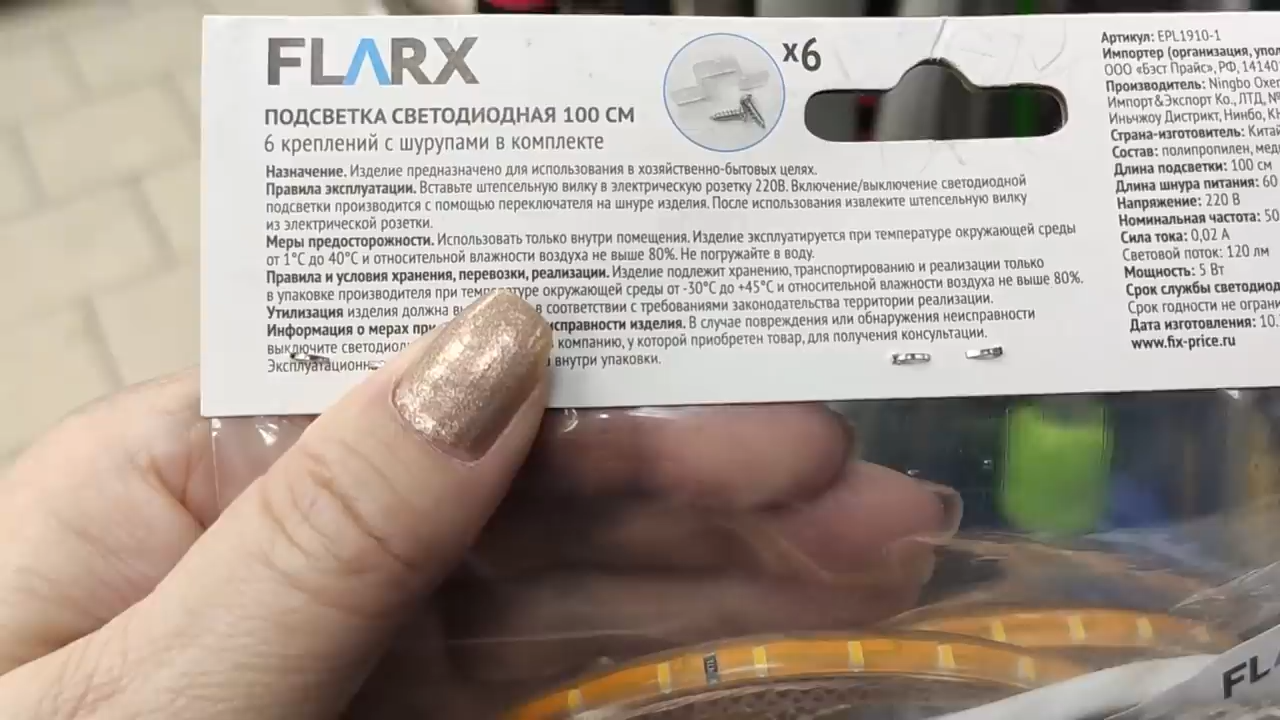 FLARX
x6
ПОДСВЕТКА СВЕТОДИОДНАЯ 100 СМ
6 креплений с шурупами в комплекте
Назначение. Изделие предназначено для использования в хозяйственно-бытовых целях.
Правила эксплуатации. Вставьте штепсельную вилку в электрическую розетку 220В. Включение/выключение светодиодной
подсветки производится с помощью переключателя на шнуре изделия. После использования извлеките штепсельную вилку
из электрической розетки.
Меры предосторожности. Использовать только внутри помещения. Изделие эксплуатируется при температуре окружающей среды
от 1°С до 40°С и относительной влажности воздуха не выше 80%. Не погружайте в воду.
Правила и условия хранения, перевозки, реализации. Изделие подлежит хранению, транспортированию и реализации только
в упаковке производителя при температуре окружающей среды от -30°С до +45°С и относительной влажности воздуха не выше 80%.
Утилизация изделия должна в соответствии с требованиями законодательства территории реализации.
Информация о мерах при исправности изделия. В случае повреждения или обнаружения неисправности
выключите светодиод компанию, у которой приобретен товар, для получения консультации.
Эксплуатационн внутри упаковки.
Артикул: EPL1910-1
Импортер (организация, упол
ООО «Бэст Прайс», РФ, 14140
Производитель: Ningbo Oxer
Импорт&Экспорт Ко., ЛТД, №
Иньчжоу Дистрикт, Нинбо, КН
Страна-изготовитель: Китай
Состав: полипропилен, мед
Длина подсветки: 100 см
Длина шнура питания: 60
Напряжение: 220 В
Номинальная частота: 50
Сила тока: 0,02 А
Световой поток: 120 лм
Мощность: 5 Вт
Срок службы светодиод
Срок годности не ограни
Дата изготовления: 10.
www.fix-price.ru
FLA